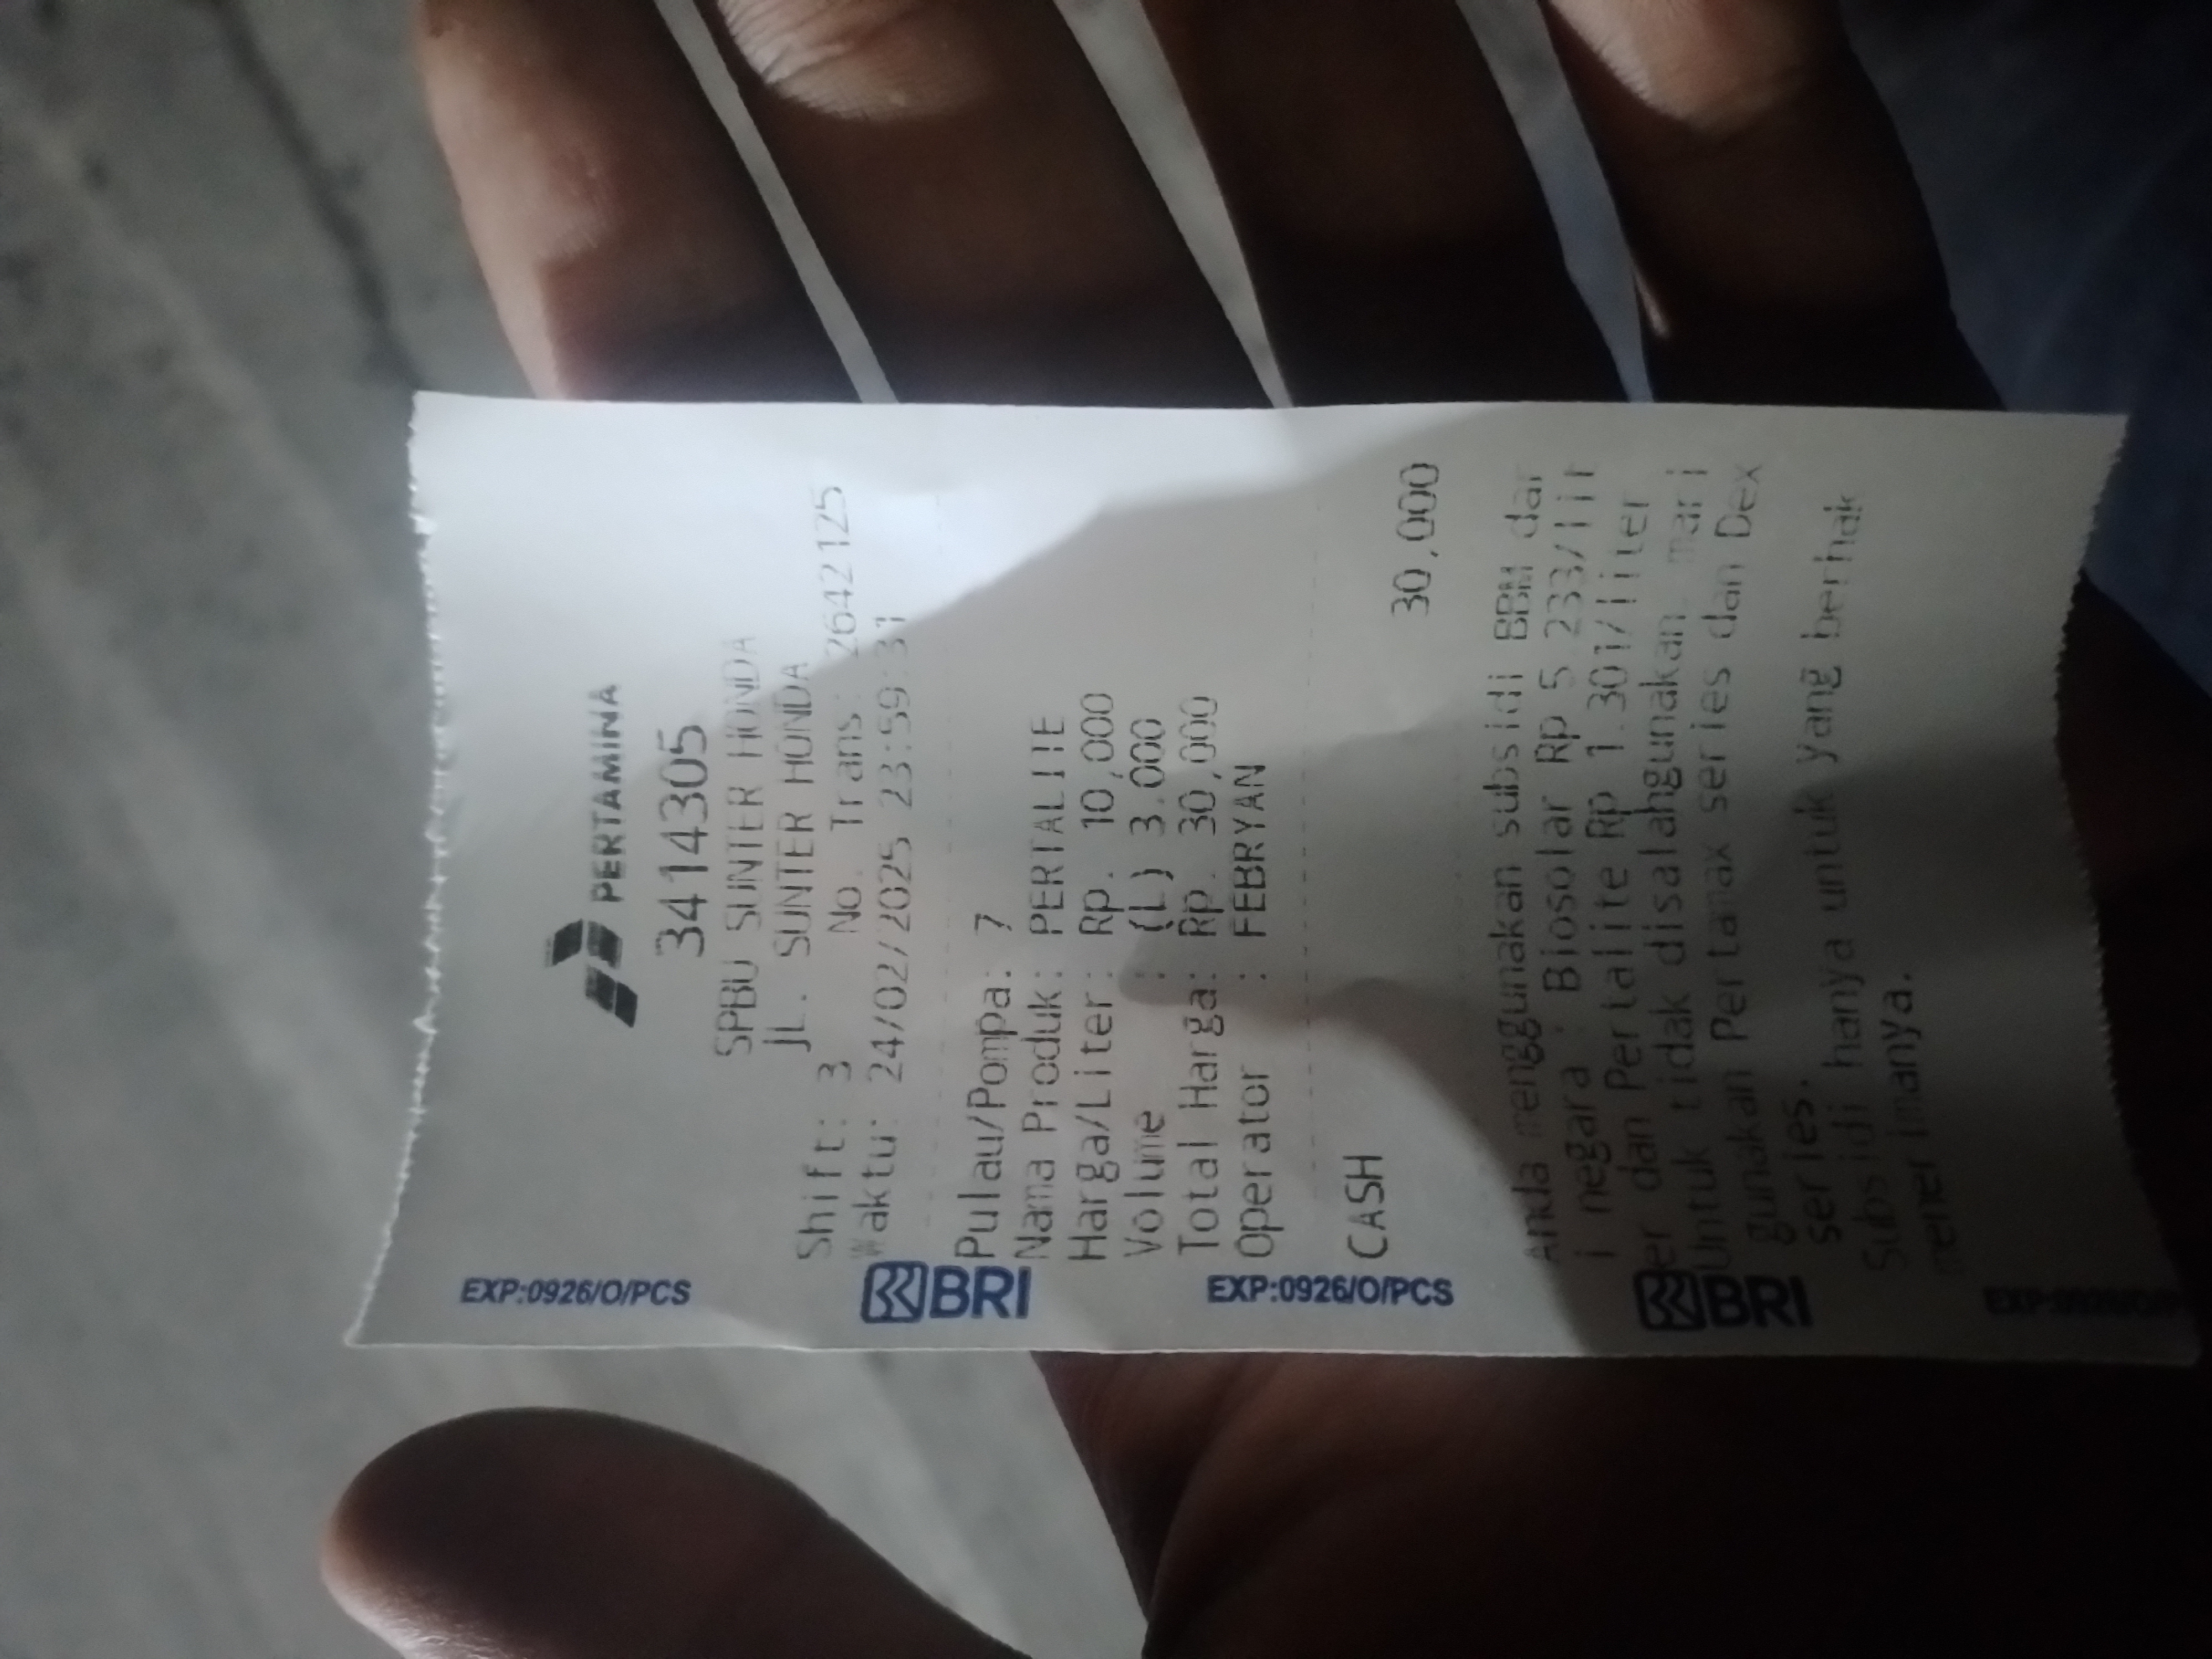 PERTAMINA
3414305
SPBU SUNTER HONDA
JL. SUNTER HONDA
Shift: 3 No. Trans: 2642125
Waktu: 24/02/2025 23:59:31
Pulau/Pompa: 7
Nama Produk: PERTALITE
Harga/Liter : Rp. 10,000
Volume : (L) 3.000
Total Harga: Rp. 30,000
Operator : FEBRYAN
CASH
30,000
Anda menggunakan subsidi BBM dar
i negara : Biosolar Rp 5.233/lit
er dan Pertalite Rp 1.301/liter
Untuk tidak disalahgunakan mari
gunakan Pertamax series dan Dex
series.
Subsidi hanya untuk yang berhak
menerimanya.
EXP:0926/O/PCS
BRI
EXP:0926/O/PCS
BRI